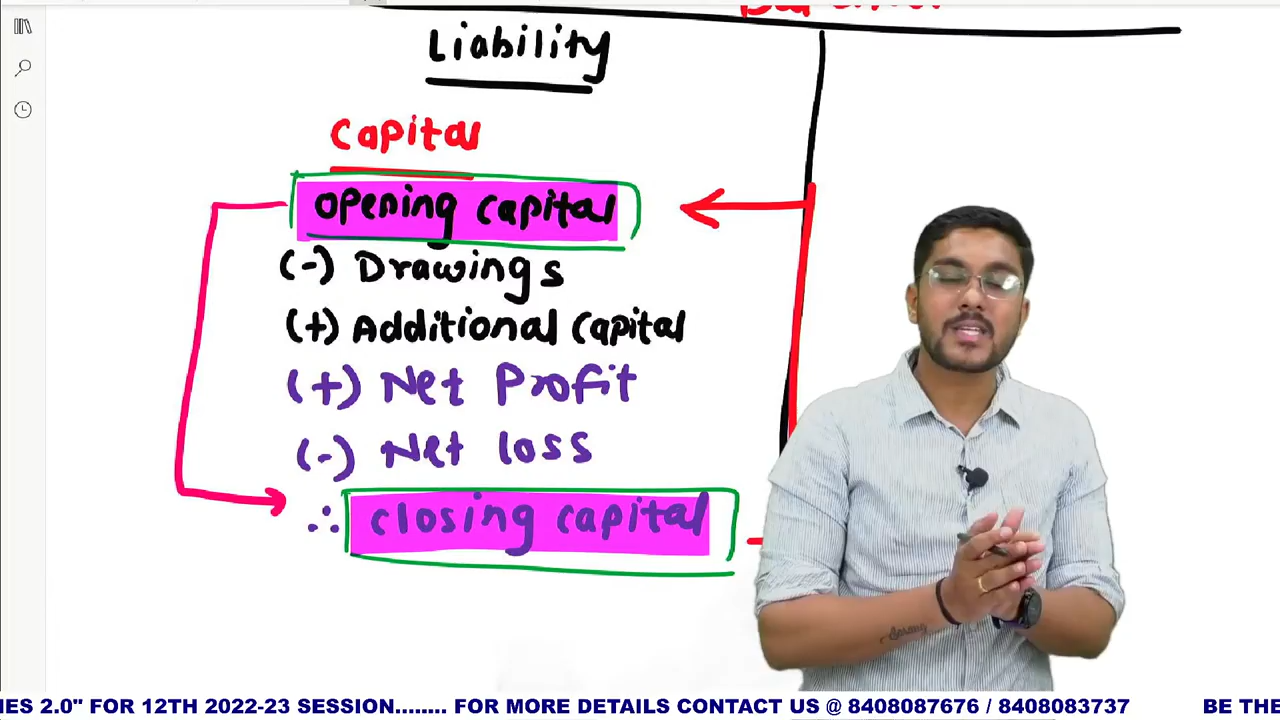 Liability
Capital
opening capital
(-) Drawings
(+) Additional capital
(+) Net Profit
(-) Net loss
∴ closing capital
2.0" FOR 12TH 2022-23 SESSION........ FOR MORE DETAILS CONTACT US @ 8408087676 / 8408083737 BE THE